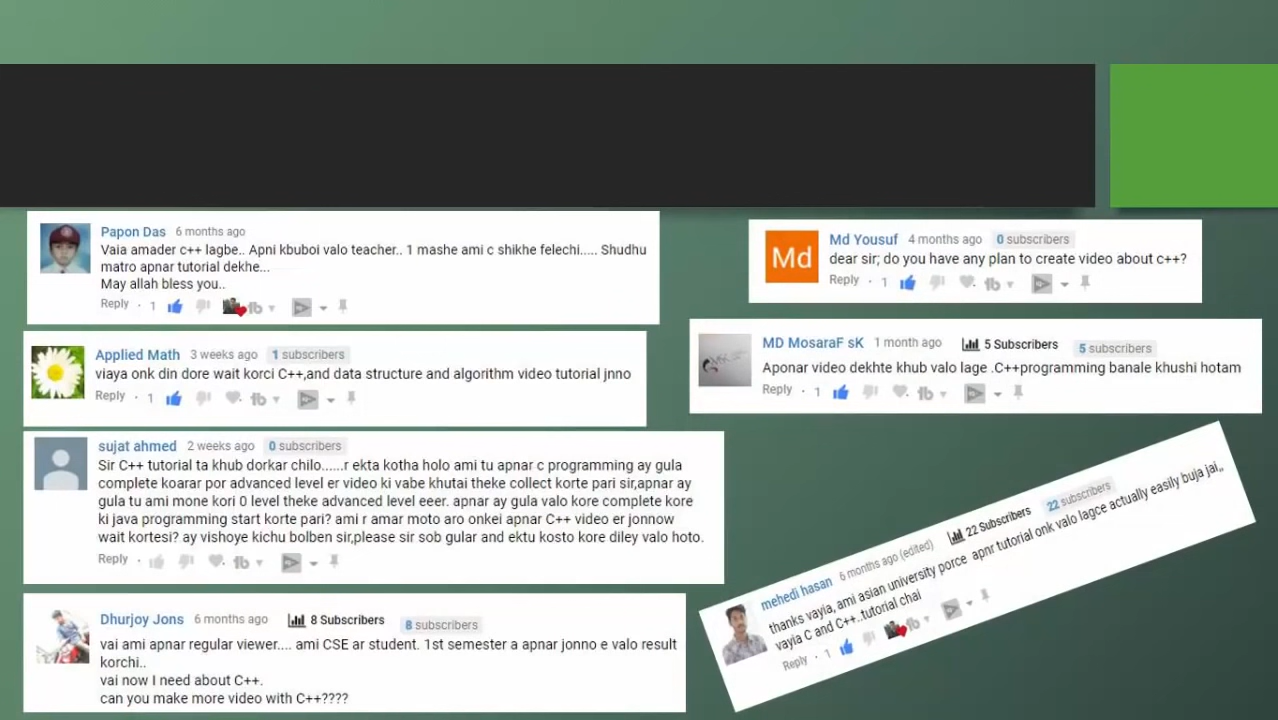 Papon Das 6 months ago
Vaia amader c++ lagbe.. Apni kbuboi valo teacher.. 1 mashe ami c shikhe felechi..... Shudhu
matro apnar tutorial dekhe...
May allah bless you..
Reply · 1
Applied Math 3 weeks ago 1 subscribers
viaya onk din dore wait korci C++,and data structure and algorithm video tutorial jnno
Reply · 1
sujat ahmed 2 weeks ago 0 subscribers
Sir C++ tutorial ta khub dorkar chilo......r ekta kotha holo ami tu apnar c programming ay gula
complete koarar por advanced level er video ki vabe khutai theke collect korte pari sir,apnar ay
gula tu ami mone kori 0 level theke advanced level eeer. apnar ay gula valo kore complete kore
ki java programming start korte pari? ami r amar moto aro onkei apnar C++ video er jonnow
wait kortesi? ay vishoye kichu bolben sir,please sir sob gular and ektu kosto kore diley valo hoto.
Reply ·
Dhurjoy Jons 6 months ago 8 Subscribers 8 subscribers
vai ami apnar regular viewer.... ami CSE ar student. 1st semester a apnar jonno e valo result
korchi..
vai now I need about C++.
can you make more video with C++????
Md
Md Yousuf 4 months ago 0 subscribers
dear sir; do you have any plan to create video about c++?
Reply · 1
MD MosaraF sK 1 month ago 5 Subscribers 5 subscribers
Aponar video dekhte khub valo lage .C++programming banale khushi hotam
Reply · 1
mehedi hasan 6 months ago (edited) 22 Subscribers 22 subscribers
thanks vayia, ami asian university porce apnr tutorial onk valo lagce actually easily buja jai,,
vayia C and C++..tutorial chai
Reply · 1